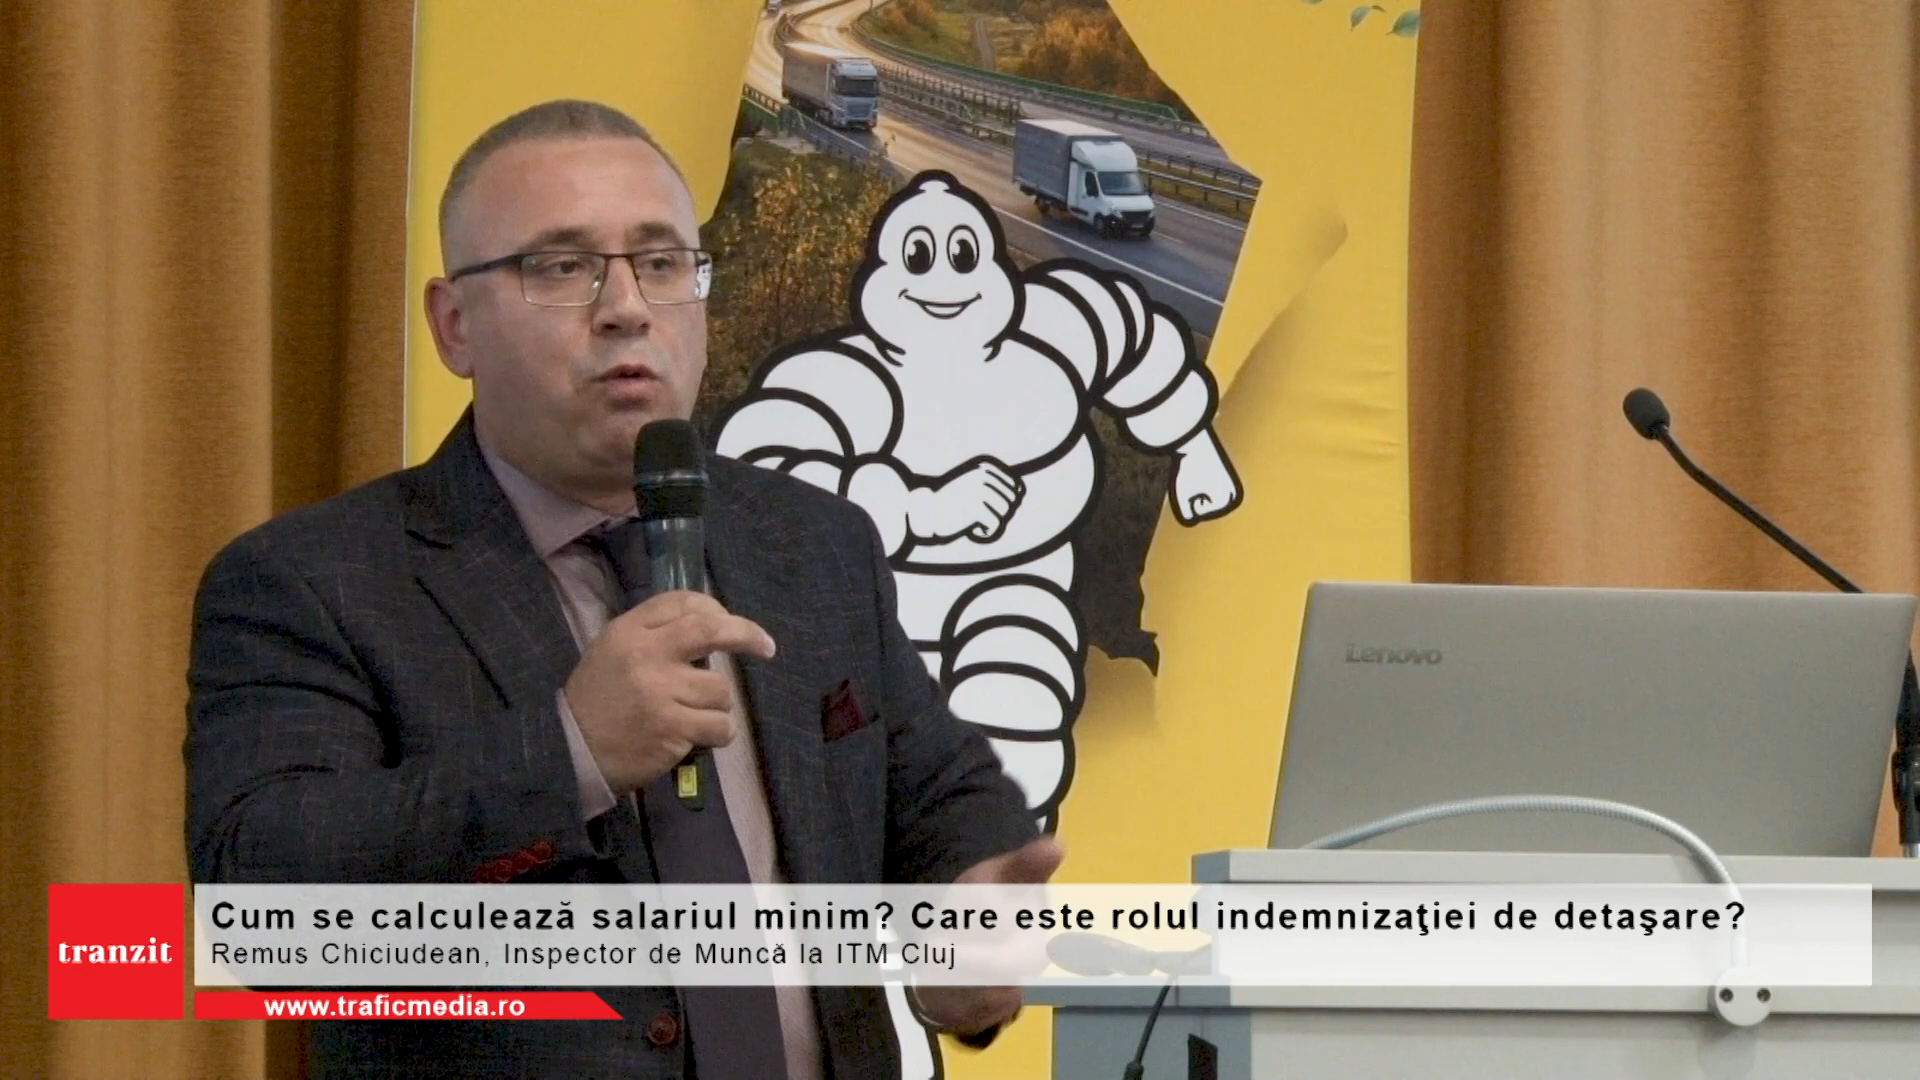 Lenovo
tranzit
Cum se calculează salariul minim? Care este rolul indemnizaţiei de detaşare?
Remus Chiciudean, Inspector de Muncă la ITM Cluj
www.traficmedia.ro